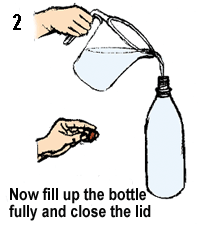 2
Now fill up the bottle
fully and close the lid